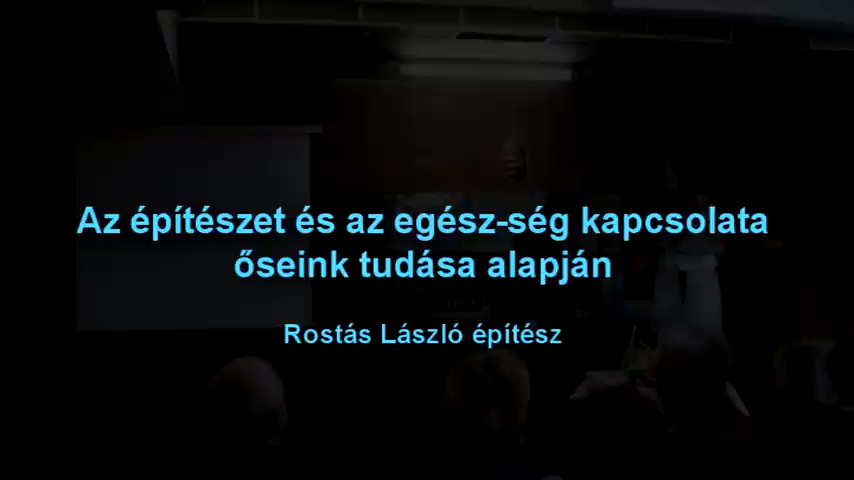 Az építészet és az egész-ség kapcsolata
őseink tudása alapján
Rostás László építész